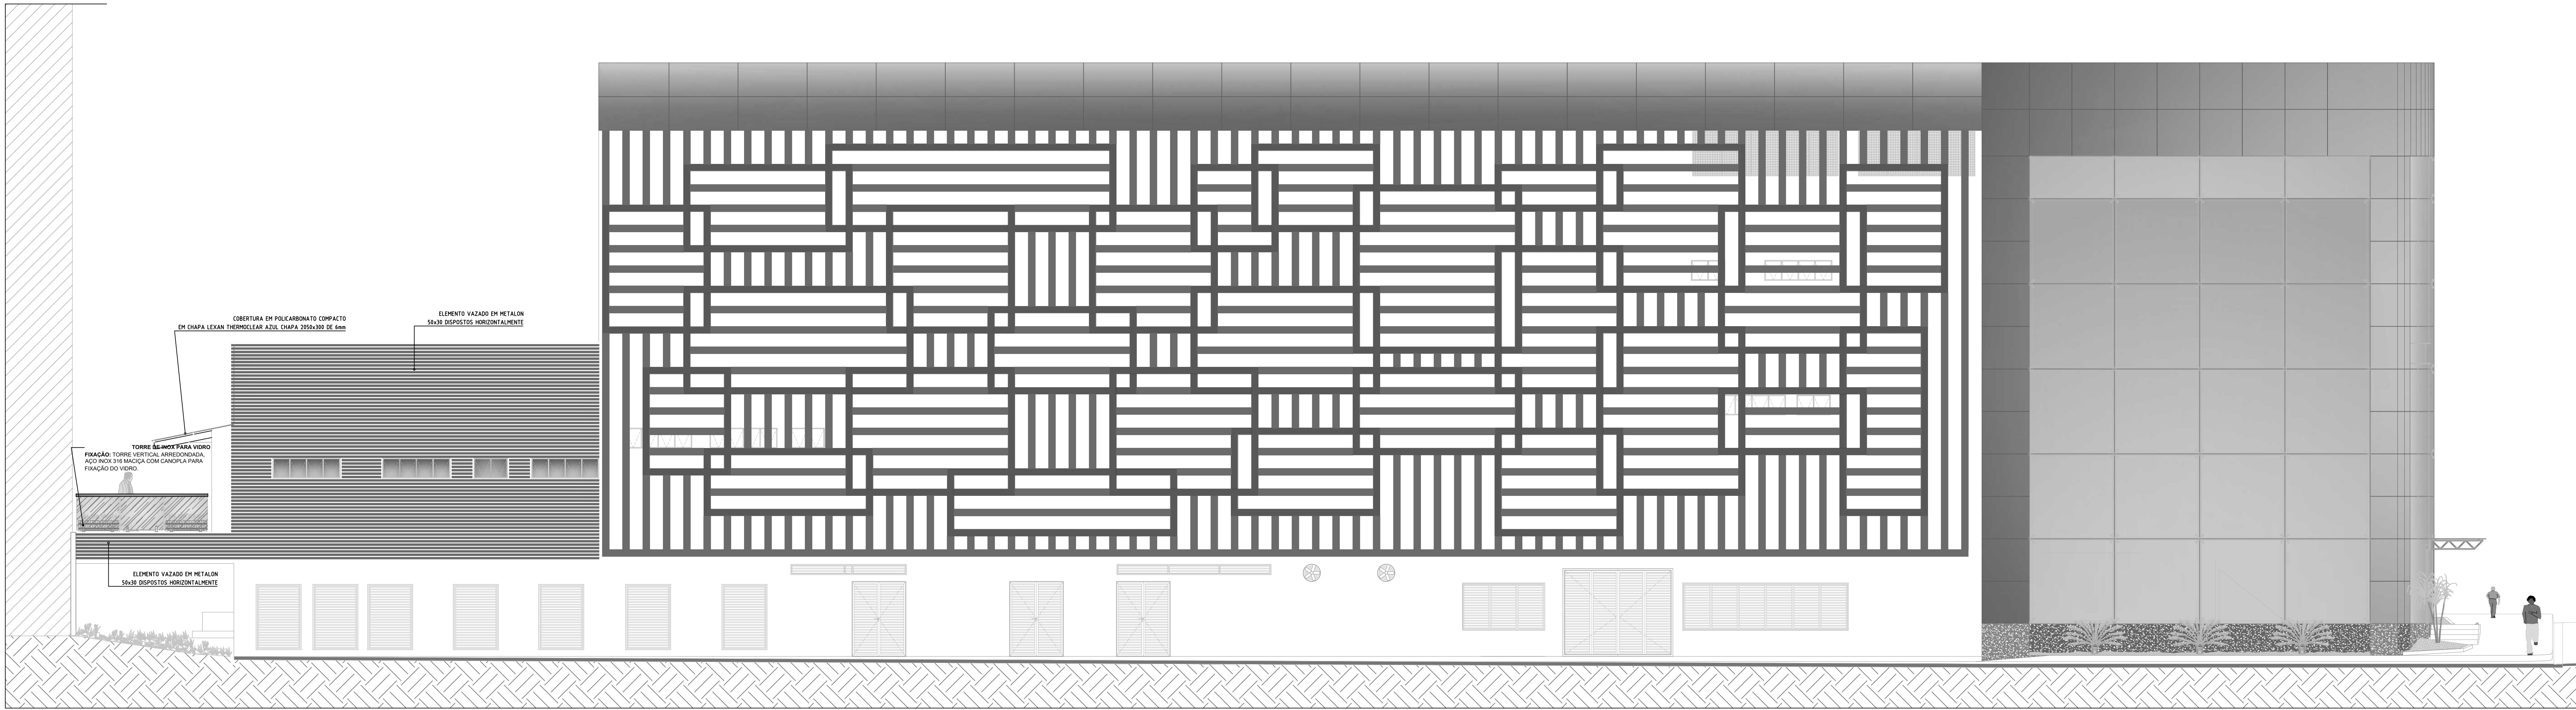 COBERTURA EM POLICARBONATO COMPACTO
EM CHAPA LEXAN THERMOCLEAR AZUL CHAPA 2050x300 DE 6mm
ELEMENTO VAZADO EM METALON
50x30 DISPOSTOS HORIZONTALMENTE
TORRE DE INOX PARA VIDRO
FIXAÇÃO: TORRE VERTICAL ARREDONDADA,
AÇO INOX 316 MACIÇA COM CANOPLA PARA
FIXAÇÃO DO VIDRO.
ELEMENTO VAZADO EM METALON
50x30 DISPOSTOS HORIZONTALMENTE